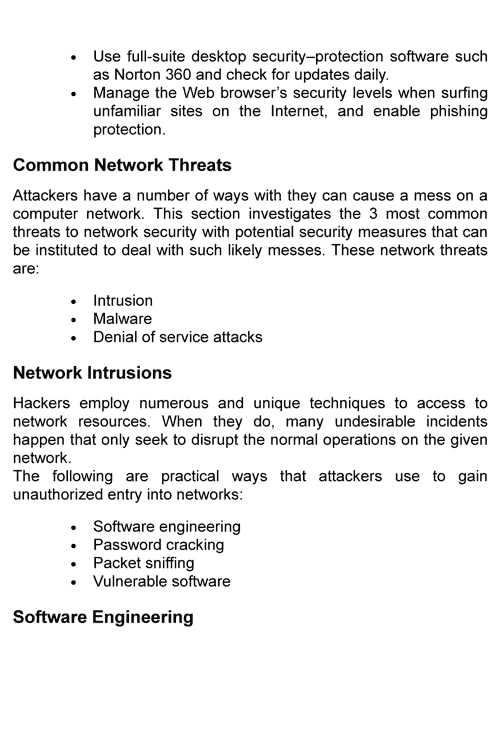 • Use full-suite desktop security–protection software such
as Norton 360 and check for updates daily.
• Manage the Web browser's security levels when surfing
unfamiliar sites on the Internet, and enable phishing
protection.
Common Network Threats
Attackers have a number of ways with they can cause a mess on a
computer network. This section investigates the 3 most common
threats to network security with potential security measures that can
be instituted to deal with such likely messes. These network threats
are:
• Intrusion
• Malware
• Denial of service attacks
Network Intrusions
Hackers employ numerous and unique techniques to access to
network resources. When they do, many undesirable incidents
happen that only seek to disrupt the normal operations on the given
network.
The following are practical ways that attackers use to gain
unauthorized entry into networks:
• Software engineering
• Password cracking
• Packet sniffing
• Vulnerable software
Software Engineering